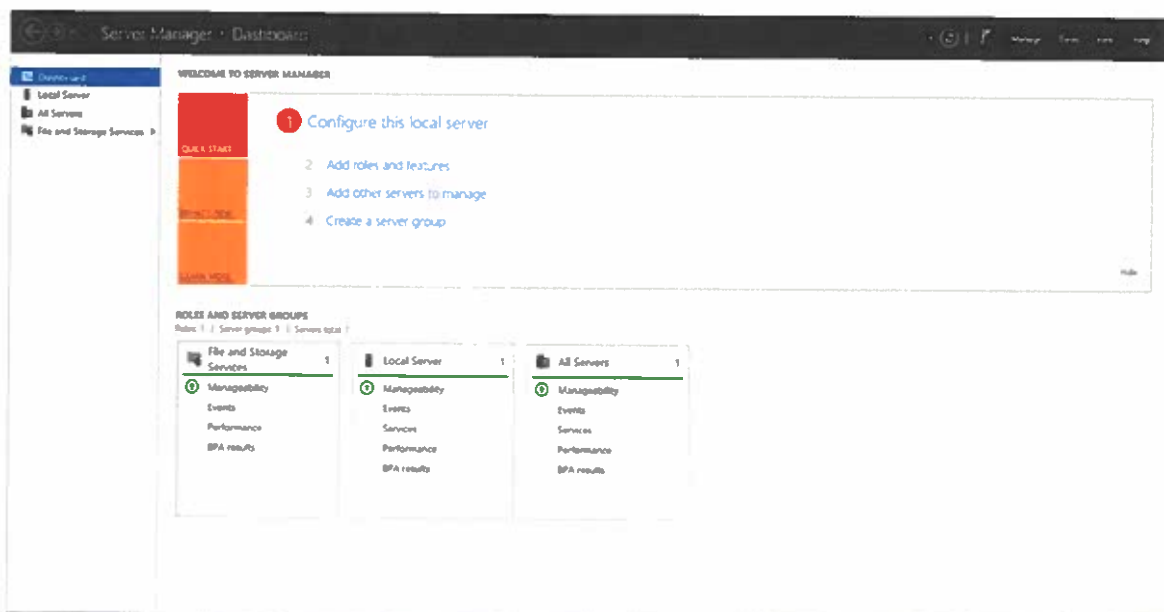 Server Manager • Dashboard
Manage Tools View Help
Dashboard
Local Server
All Servers
File and Storage Services
WELCOME TO SERVER MANAGER
QUICK START
WHAT'S NEW
LEARN MORE
1 Configure this local server
2 Add roles and features
3 Add other servers to manage
4 Create a server group
Hide
ROLES AND SERVER GROUPS
Roles: 1 | Server groups: 1 | Servers total: 1
File and Storage Services 1
Manageability
Events
Performance
BPA results
Local Server 1
Manageability
Events
Services
Performance
BPA results
All Servers 1
Manageability
Events
Services
Performance
BPA results